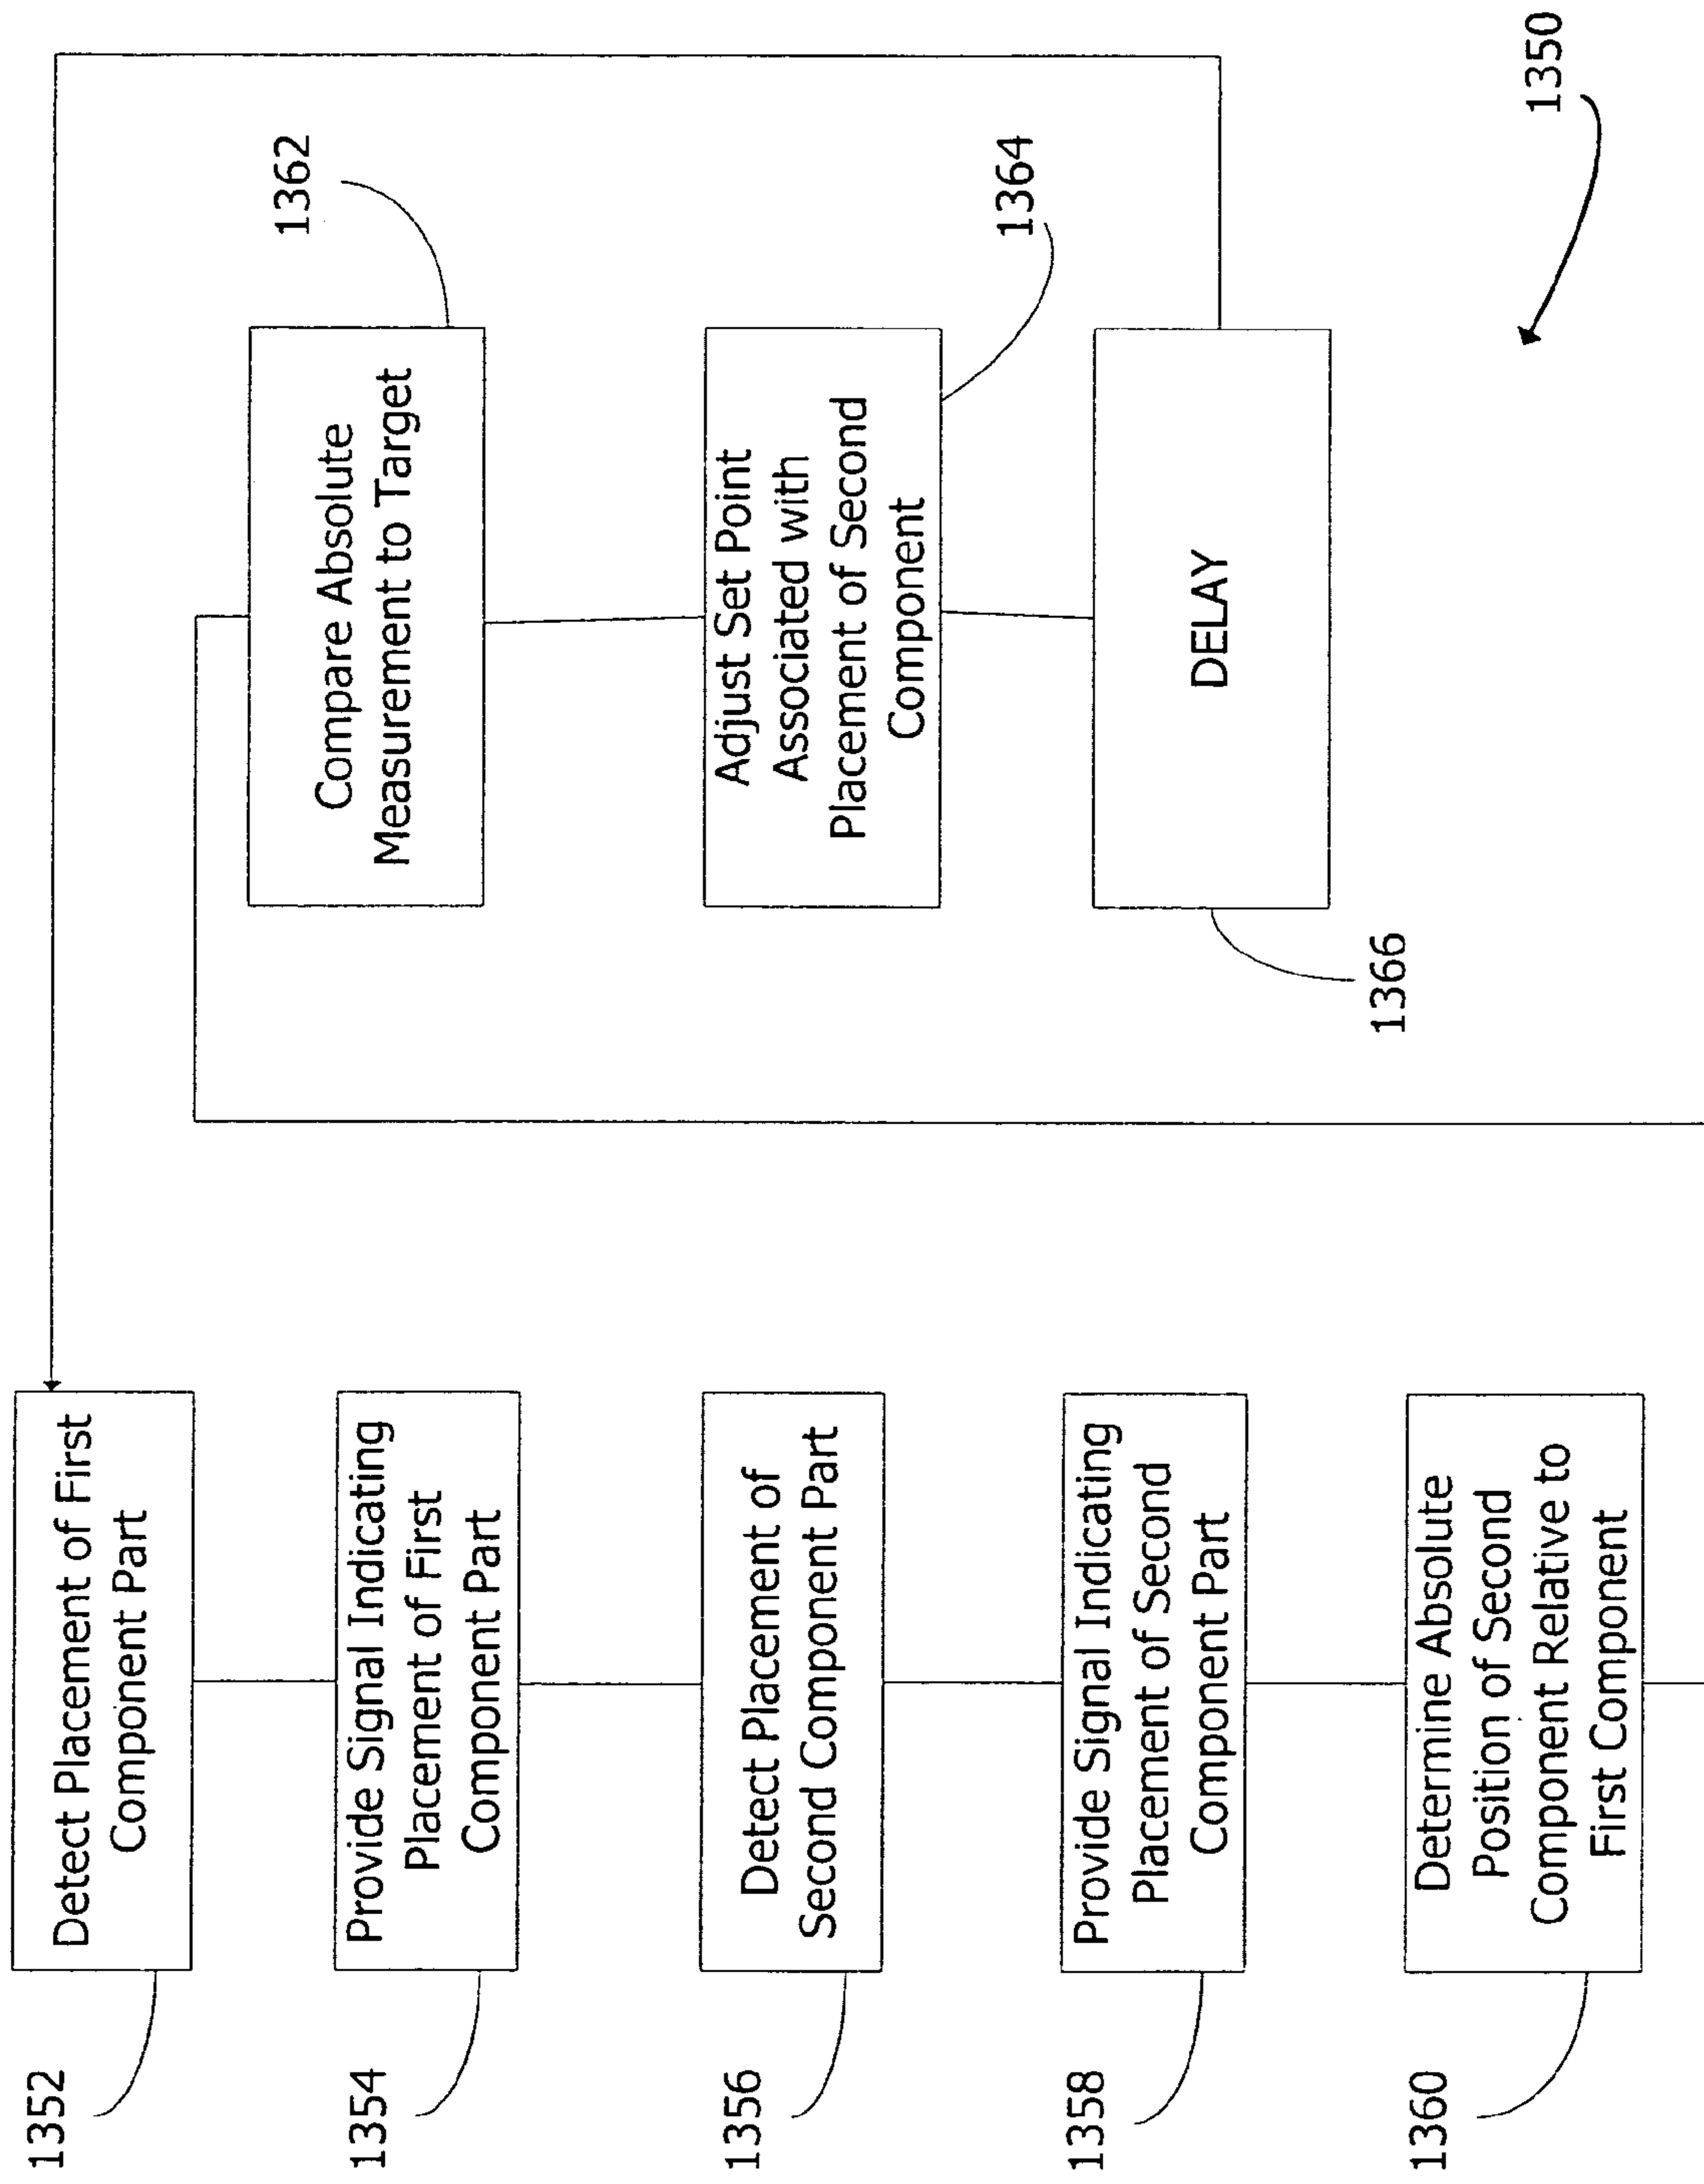 1352
Detect Placement of First
Component Part
1354
Provide Signal Indicating
Placement of First
Component Part
1356
Detect Placement of
Second Component Part
1358
Provide Signal Indicating
Placement of Second
Component Part
1360
Determine Absolute
Position of Second
Component Relative to
First Component
1362
Compare Absolute
Measurement to Target
1364
Adjust Set Point
Associated with
Placement of Second
Component
1366
DELAY
1350